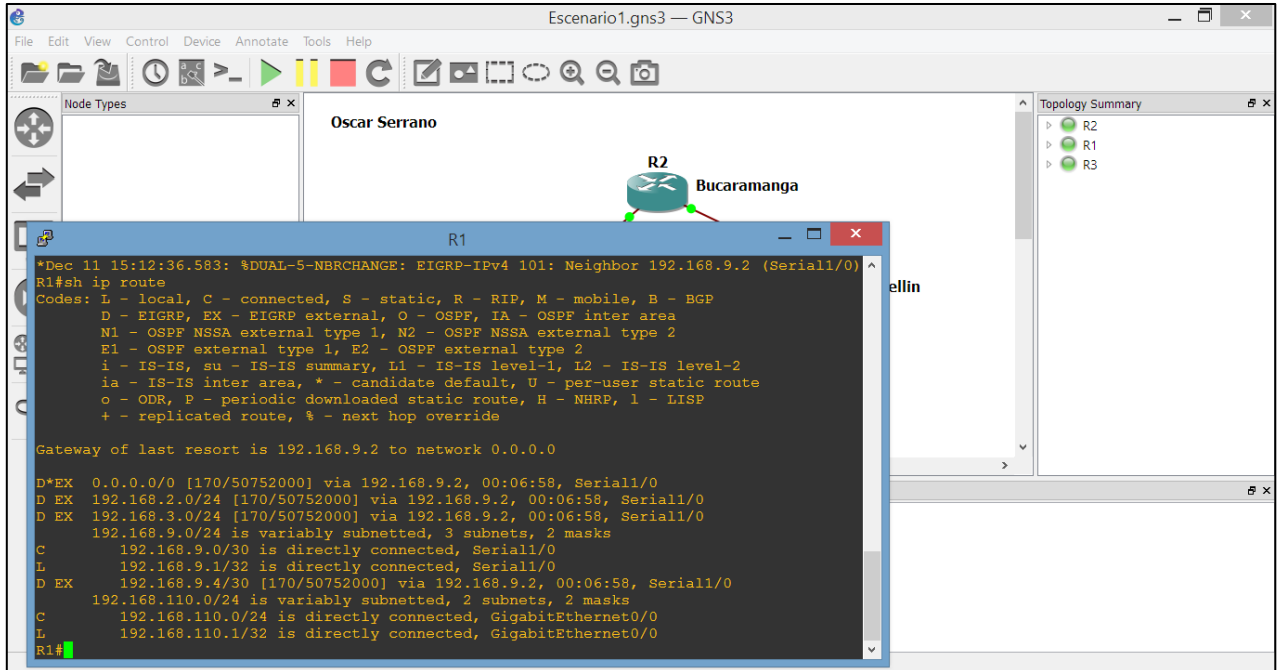 Escenario1.gns3 — GNS3
File Edit View Control Device Annotate Tools Help
Node Types
Oscar Serrano
R2
Bucaramanga
ellin
Topology Summary
R2
R1
R3
R1
*Dec 11 15:12:36.583: %DUAL-5-NBRCHANGE: EIGRP-IPv4 101: Neighbor 192.168.9.2 (Serial1/0)
R1#sh ip route
Codes: L - local, C - connected, S - static, R - RIP, M - mobile, B - BGP
D - EIGRP, EX - EIGRP external, O - OSPF, IA - OSPF inter area
N1 - OSPF NSSA external type 1, N2 - OSPF NSSA external type 2
E1 - OSPF external type 1, E2 - OSPF external type 2
i - IS-IS, su - IS-IS summary, L1 - IS-IS level-1, L2 - IS-IS level-2
ia - IS-IS inter area, * - candidate default, U - per-user static route
o - ODR, P - periodic downloaded static route, H - NHRP, l - LISP
+ - replicated route, % - next hop override
Gateway of last resort is 192.168.9.2 to network 0.0.0.0
D*EX 0.0.0.0/0 [170/50752000] via 192.168.9.2, 00:06:58, Serial1/0
D EX 192.168.2.0/24 [170/50752000] via 192.168.9.2, 00:06:58, Serial1/0
D EX 192.168.3.0/24 [170/50752000] via 192.168.9.2, 00:06:58, Serial1/0
192.168.9.0/24 is variably subnetted, 3 subnets, 2 masks
C 192.168.9.0/30 is directly connected, Serial1/0
L 192.168.9.1/32 is directly connected, Serial1/0
D EX 192.168.9.4/30 [170/50752000] via 192.168.9.2, 00:06:58, Serial1/0
192.168.110.0/24 is variably subnetted, 2 subnets, 2 masks
C 192.168.110.0/24 is directly connected, GigabitEthernet0/0
L 192.168.110.1/32 is directly connected, GigabitEthernet0/0
R1#